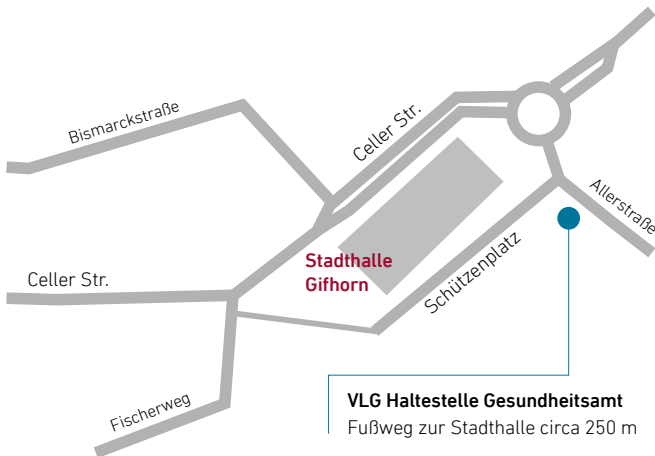 Bismarckstraße
Celler Str.
Allerstraße
Stadthalle
Gifhorn
Schützenplatz
Celler Str.
Fischerweg
VLG Haltestelle Gesundheitsamt
Fußweg zur Stadthalle circa 250 m